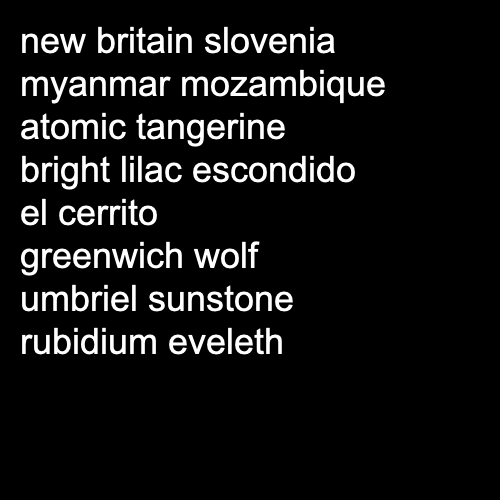 new britain slovenia
myanmar mozambique
atomic tangerine
bright lilac escondido
el cerrito
greenwich wolf
umbriel sunstone
rubidium eveleth